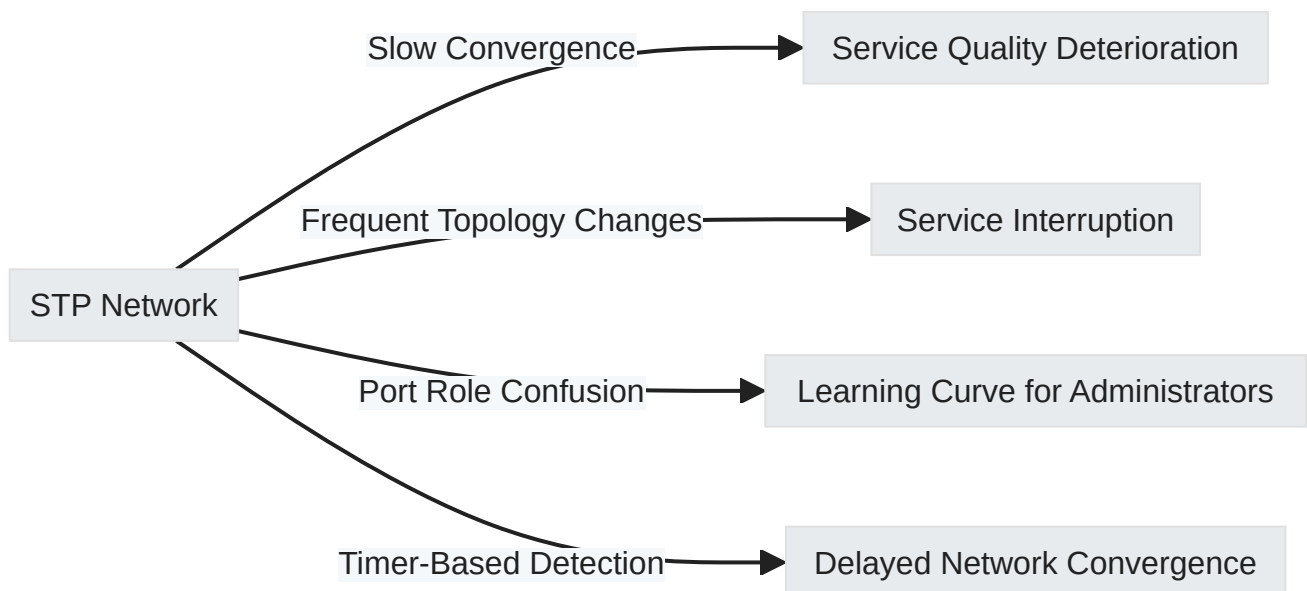 Slow Convergence
Service Quality Deterioration
Frequent Topology Changes
Service Interruption
STP Network
Port Role Confusion
Learning Curve for Administrators
Timer-Based Detection
Delayed Network Convergence